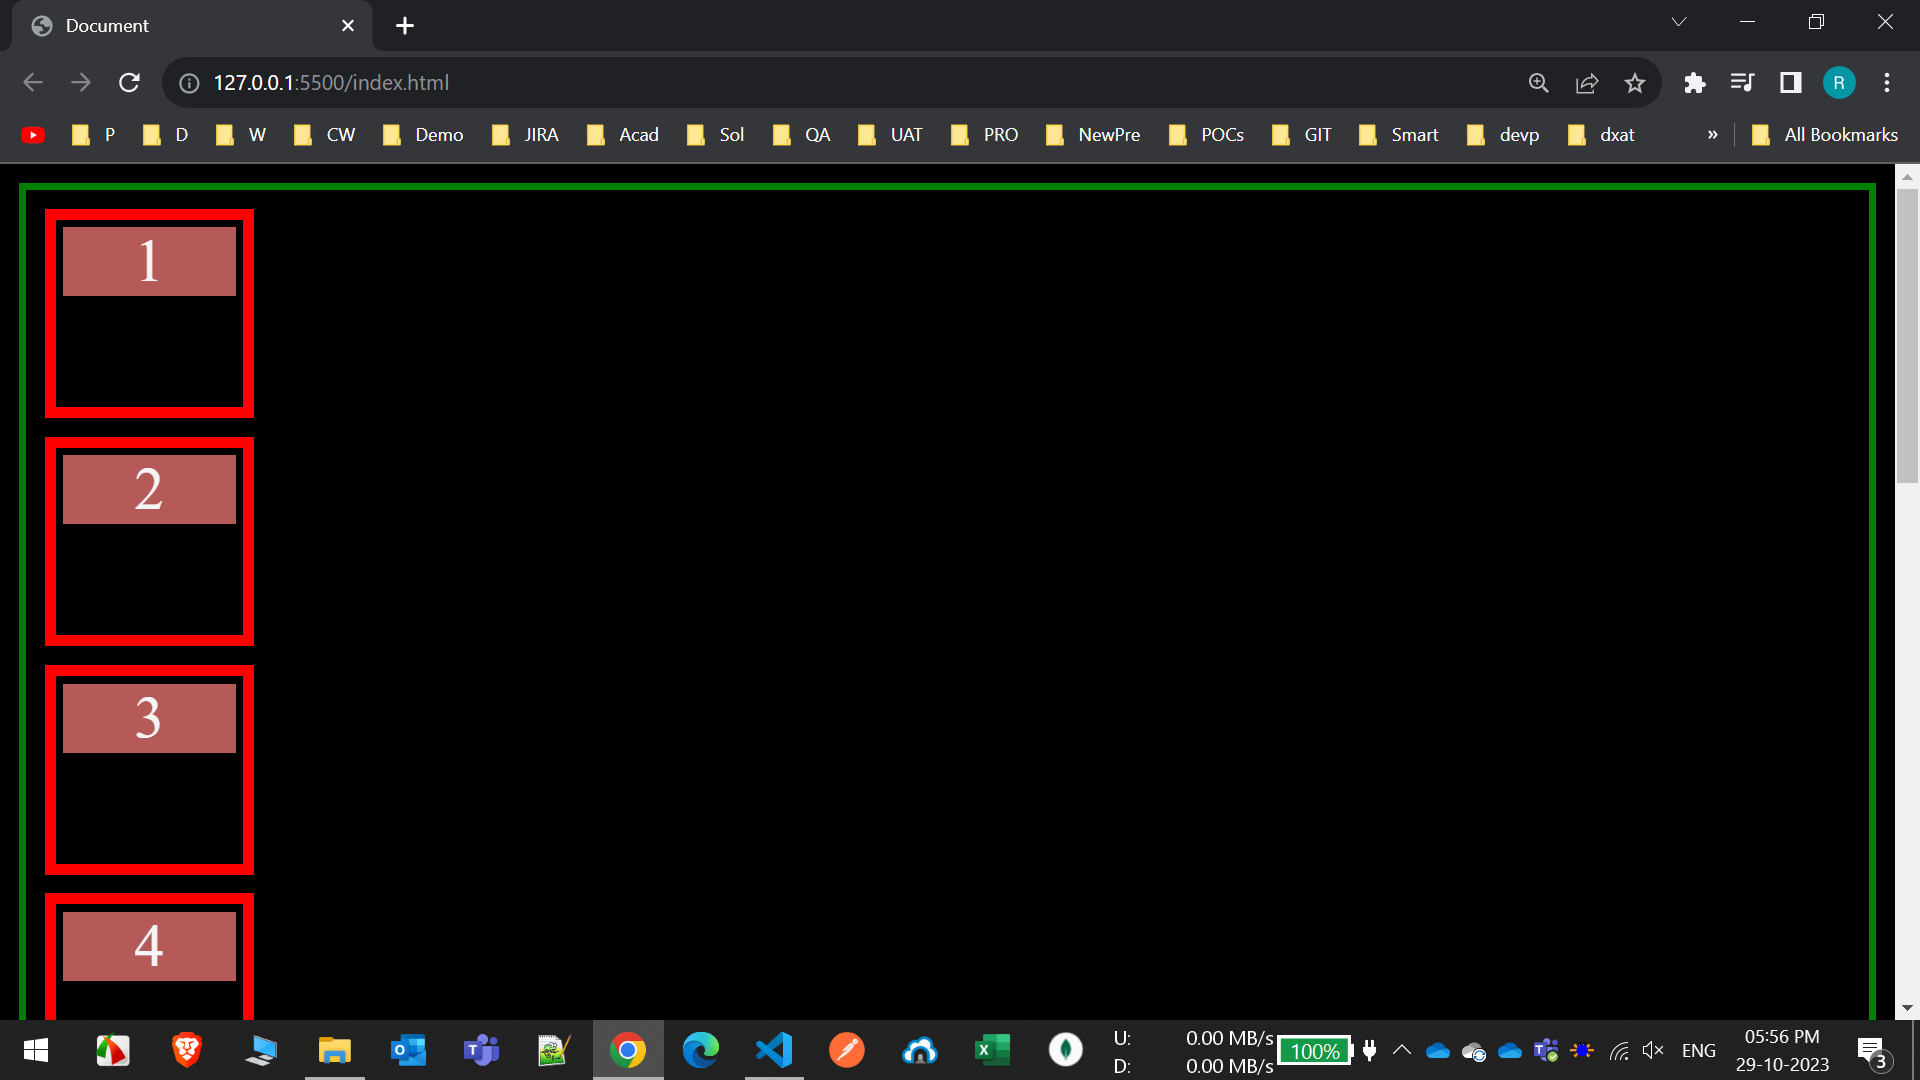 Document
127.0.0.1:5500/index.html
R
P D W CW Demo JIRA Acad Sol QA UAT PRO NewPre POCs GIT Smart devp dxat » All Bookmarks
1
2
3
4
U: 0.00 MB/s
D: 0.00 MB/s
100%
ENG
05:56 PM
29-10-2023
3